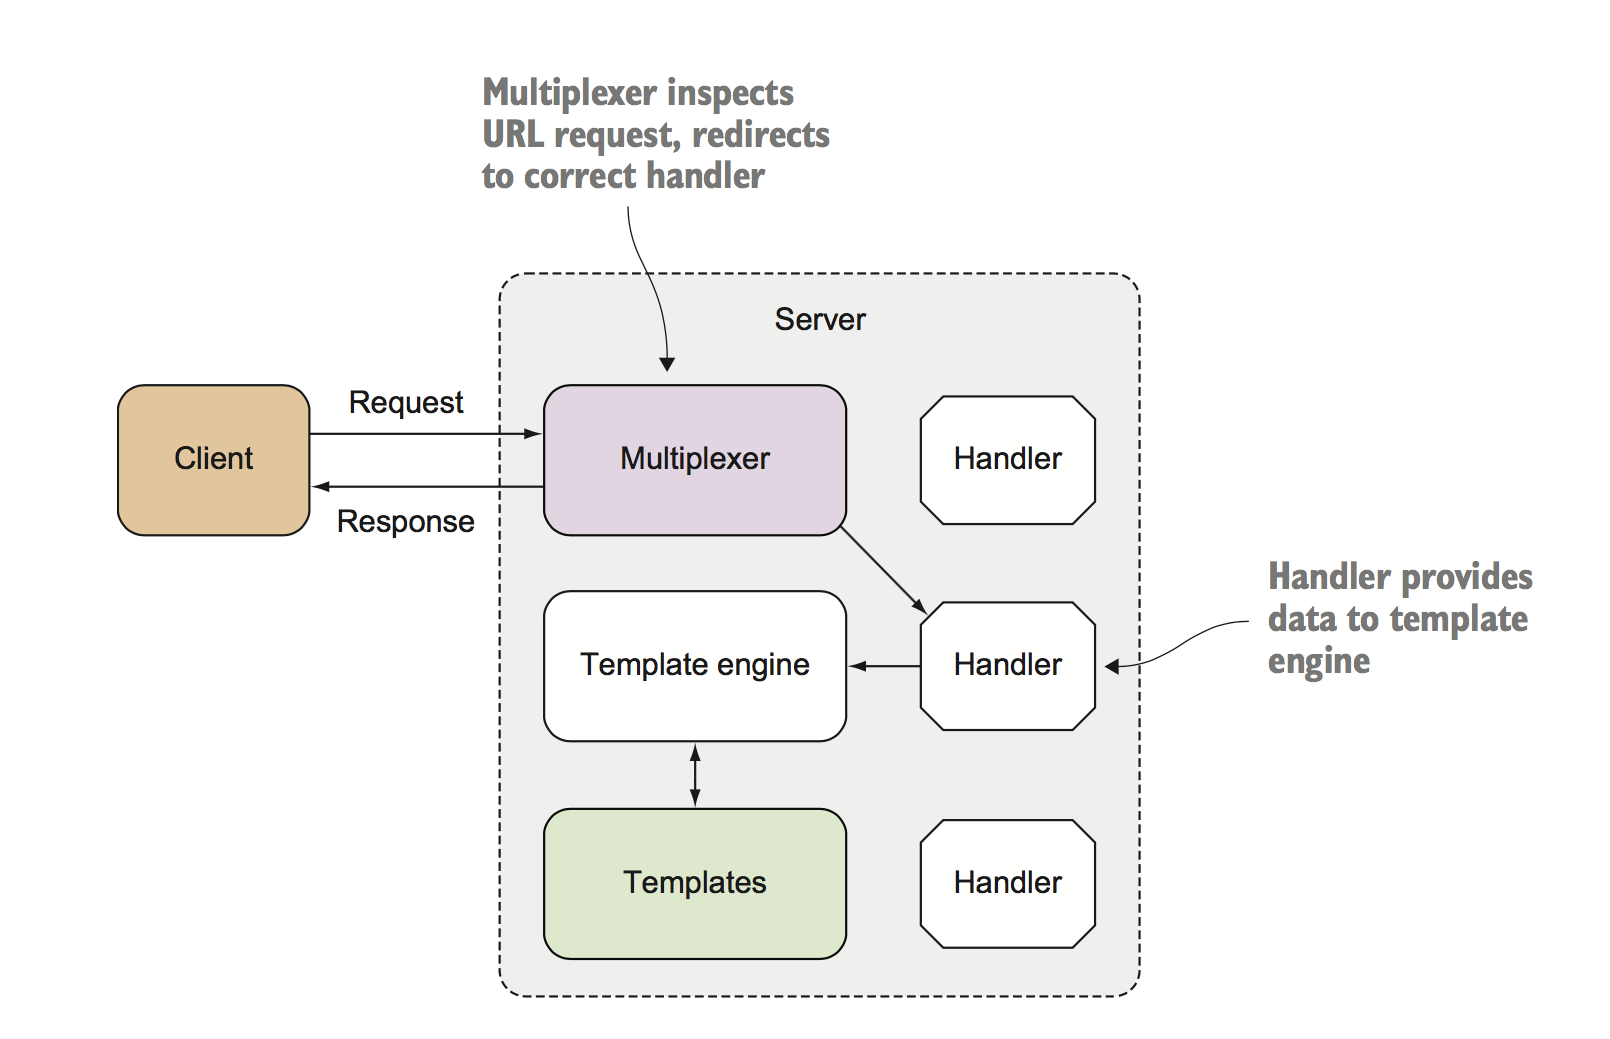 Multiplexer inspects
URL request, redirects
to correct handler
Server
Request
Client
Multiplexer
Handler
Response
Handler provides
data to template
engine
Template engine
Handler
Templates
Handler